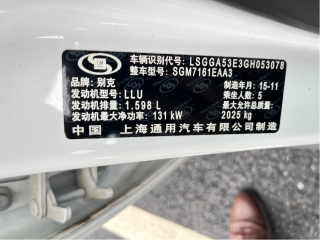 车辆识别代号: LSGGA53E3GH053078
整车型号: SGM7161EAA3
品牌: 别克 制造年月: 15-11
发动机型号: LLU 乘坐人数: 5
发动机排量: 1.598 L 最大允许总质量:
发动机最大净功率: 131 kW 2025 kg
中国 上海通用汽车有限公司制造